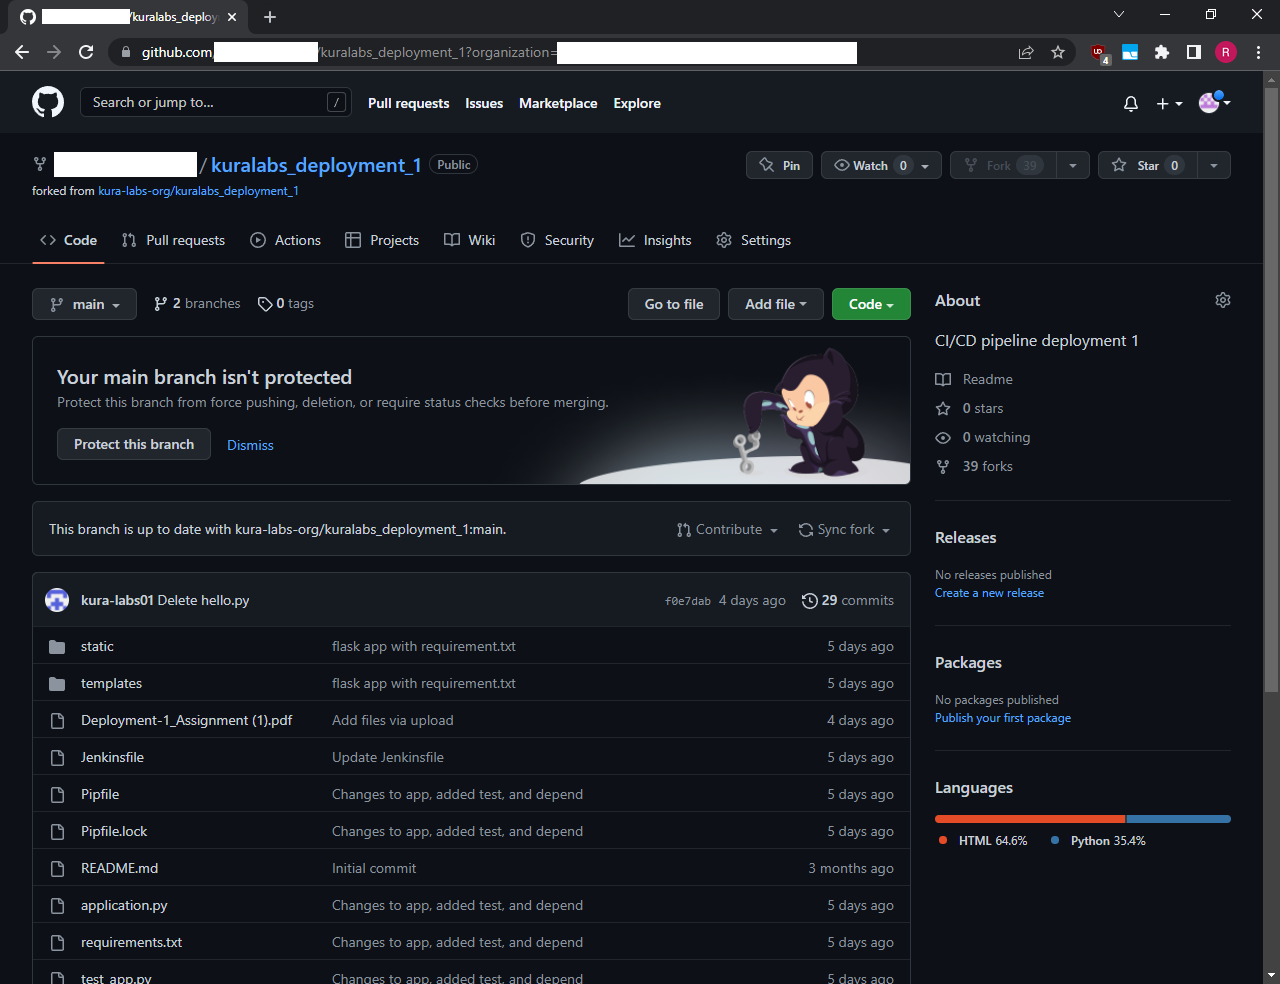 /kuralabs_deploy
github.com/ /kuralabs_deployment_1?organization=
UD 4
R
Search or jump to... /
Pull requests Issues Marketplace Explore
/ kuralabs_deployment_1 Public
Pin Watch 0 Fork 39 Star 0
forked from kura-labs-org/kuralabs_deployment_1
Code Pull requests Actions Projects Wiki Security Insights Settings
main 2 branches 0 tags Go to file Add file Code
Your main branch isn't protected
Protect this branch from force pushing, deletion, or require status checks before merging.
Protect this branch Dismiss
This branch is up to date with kura-labs-org/kuralabs_deployment_1:main. Contribute Sync fork
kura-labs01 Delete hello.py f0e7dab 4 days ago 29 commits
static flask app with requirement.txt 5 days ago
templates flask app with requirement.txt 5 days ago
Deployment-1_Assignment (1).pdf Add files via upload 4 days ago
Jenkinsfile Update Jenkinsfile 5 days ago
Pipfile Changes to app, added test, and depend 5 days ago
Pipfile.lock Changes to app, added test, and depend 5 days ago
README.md Initial commit 3 months ago
application.py Changes to app, added test, and depend 5 days ago
requirements.txt Changes to app, added test, and depend 5 days ago
test_app.py Changes to app, added test, and depend 5 days ago
About
CI/CD pipeline deployment 1
Readme
0 stars
0 watching
39 forks
Releases
No releases published
Create a new release
Packages
No packages published
Publish your first package
Languages
HTML 64.6% Python 35.4%